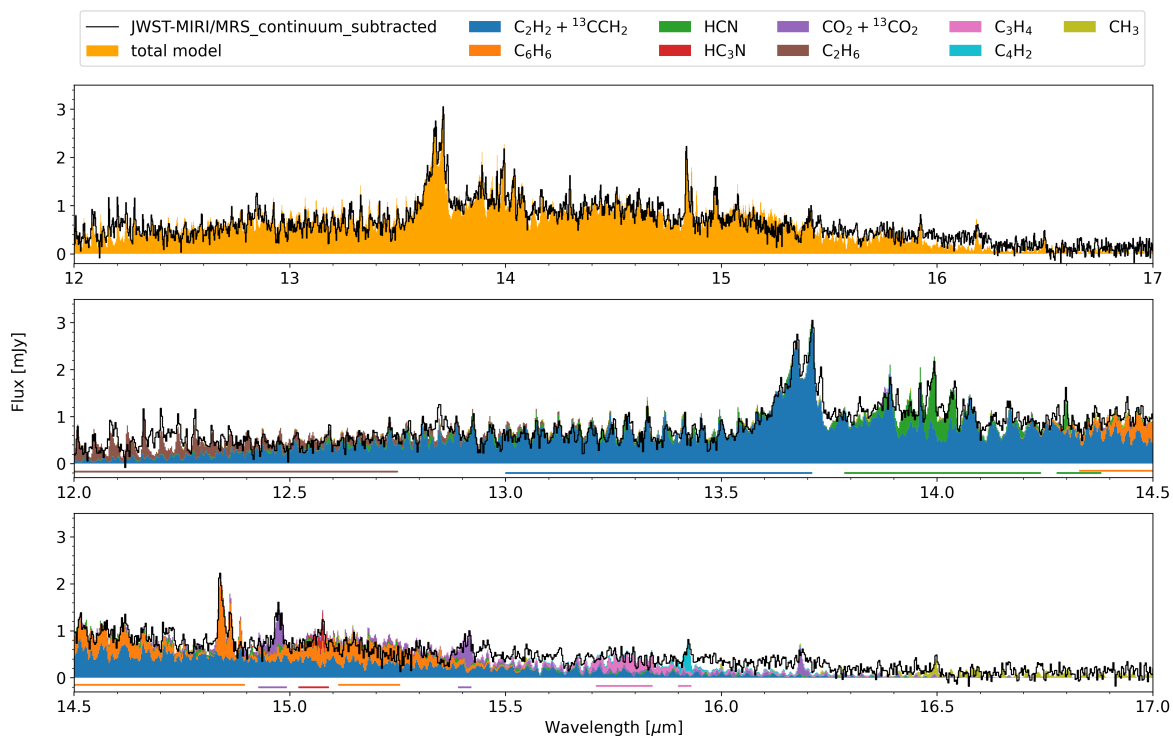 JWST-MIRI/MRS_continuum_subtracted
total model
C₂H₂ + ¹³CCH₂
C₆H₆
HCN
HC₃N
CO₂ + ¹³CO₂
C₂H₆
C₃H₄
C₄H₂
CH₃
3
2
1
0
12 13 14 15 16 17
3
2
1
0
12.0 12.5 13.0 13.5 14.0 14.5
Flux [mJy]
3
2
1
0
14.5 15.0 15.5 16.0 16.5 17.0
Wavelength [μm]